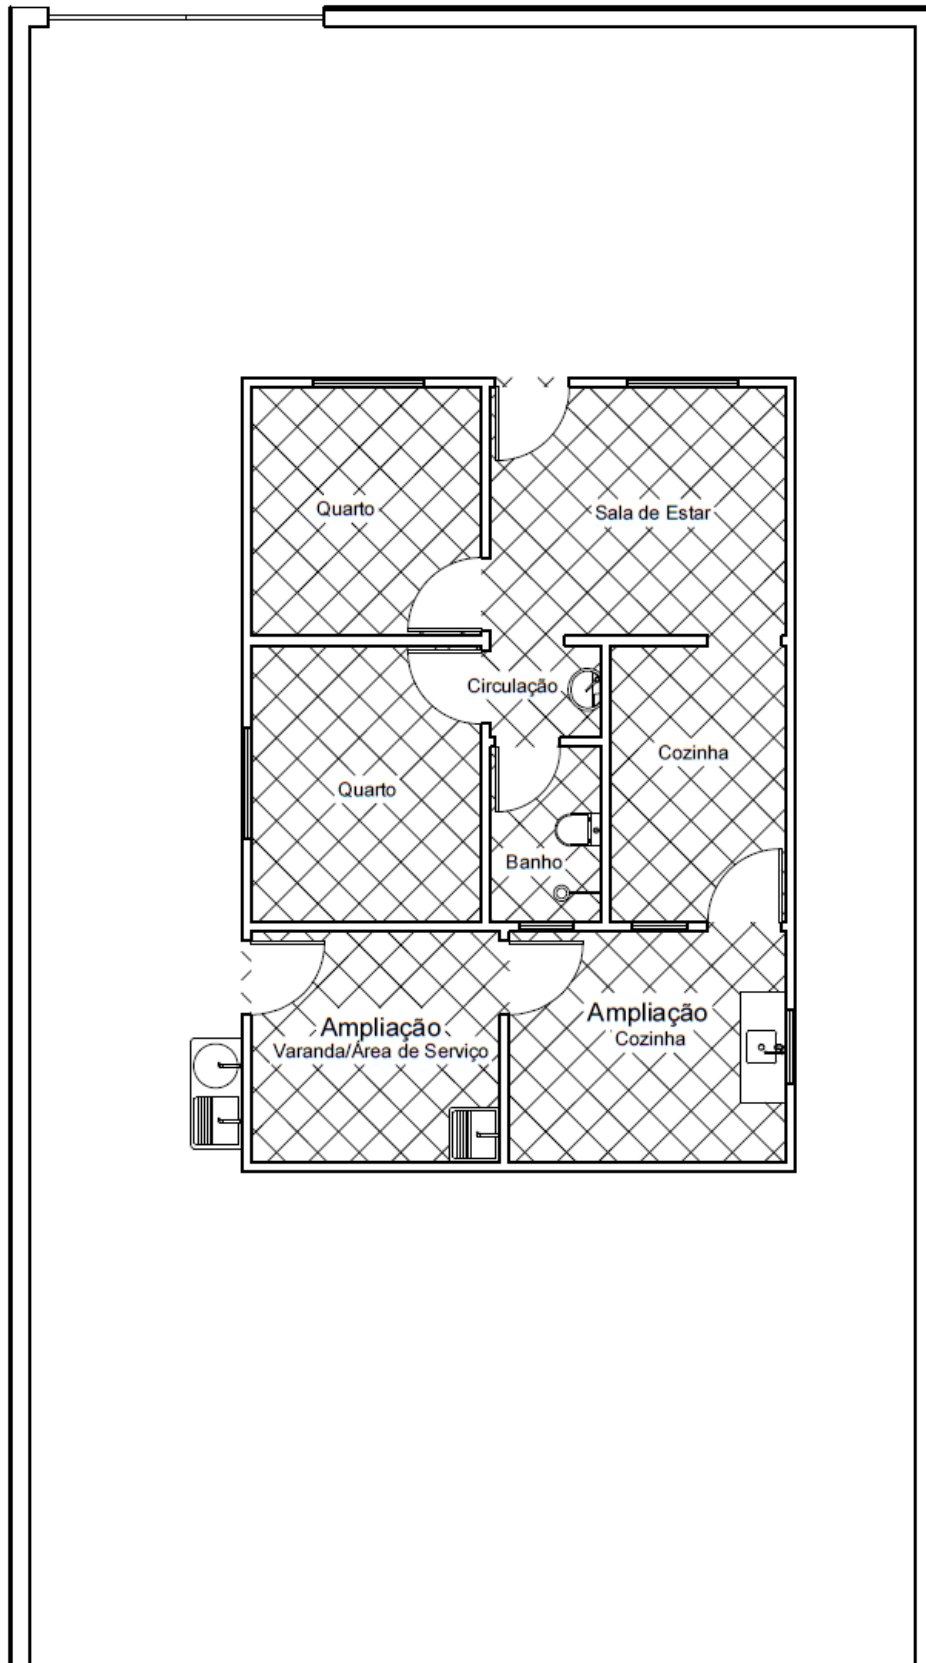 Quarto
Sala de Estar
Circulação
Cozinha
Quarto
Banho
Ampliação
Varanda/Área de Serviço
Ampliação
Cozinha